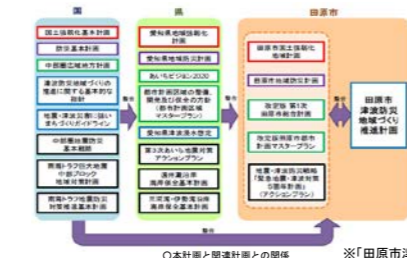 国
国土強靭化基本計画
防災基本計画
中部圏広域地方計画
津波防災地域づくりの
推進に関する基本的な
指針
地震・津波災害に強い
まちづくりガイドライン
中部圏地震防災
基本戦略
南海トラフ巨大地震
中部ブロック
地域対策計画
南海トラフ地震防災
対策推進基本計画
県
愛知県地域強靭化
計画
愛知県地域防災計画
あいちビジョン2020
都市計画区域の整備、
開発及び保全の方針
(都市計画区域
マスタープラン)
愛知県津波浸水想定
第3次あいち地震対策
アクションプラン
遠州灘沿岸
海岸保全基本計画
三河湾・伊勢湾沿岸
海岸保全基本計画
田原市
田原市国土強靭化
地域計画
田原市地域防災計画
改定版 第1次
田原市総合計画
改定版田原市都市
計画マスタープラン
地震・津波防災戦略
「緊急地震・津波対策
5箇年計画」
(アクションプラン)
田原市
津波防災
地域づくり
推進計画
整合
整合
整合
整合
〇本計画と関連計画との関係
※「田原市津